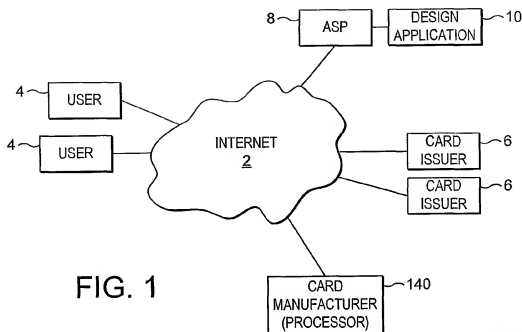 8
ASP
DESIGN
APPLICATION
10
4
USER
4
USER
INTERNET
2
CARD
ISSUER
6
CARD
ISSUER
6
FIG. 1
CARD
MANUFACTURER
(PROCESSOR)
140